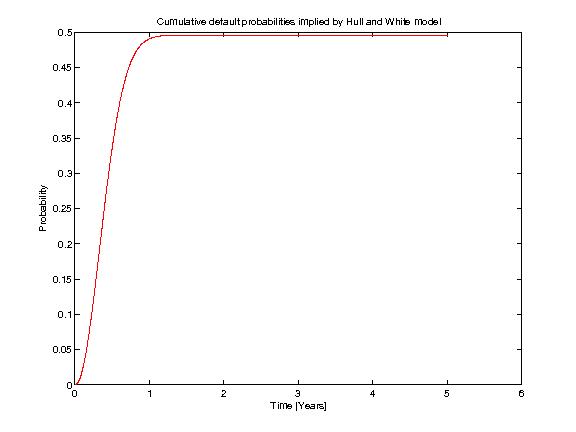 Cumulative default probabilities implied by Hull and White model
0.5
0.45
0.4
0.35
0.3
0.25
0.2
0.15
0.1
0.05
0
Probability
0 1 2 3 4 5 6
Time [Years]